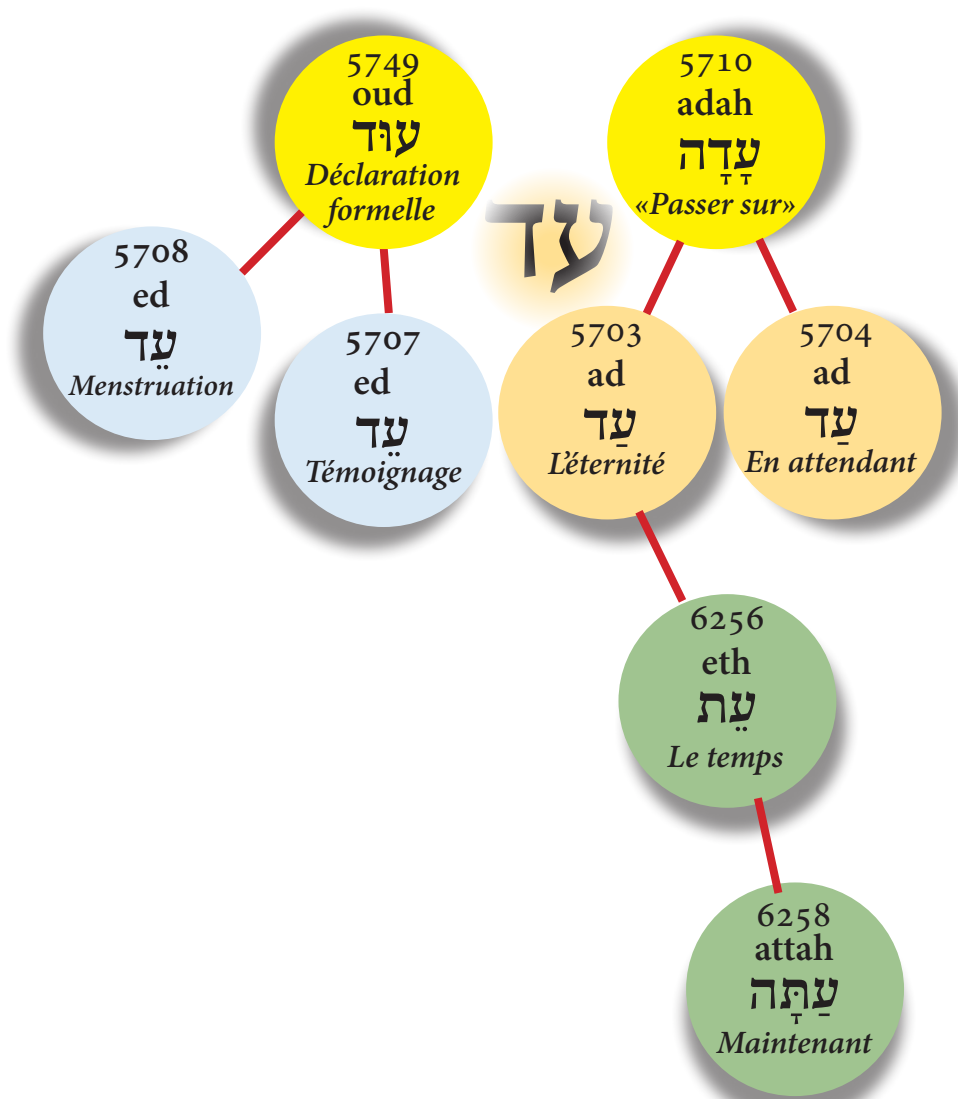 5749
oud
עוּד
Déclaration
formelle
5710
adah
עָדָה
«Passer sur»
עד
5708
ed
עֵד
Menstruation
5707
ed
עֵד
Témoignage
5703
ad
עַד
L'éternité
5704
ad
עַד
En attendant
6256
eth
עֵת
Le temps
6258
attah
עַתָּה
Maintenant